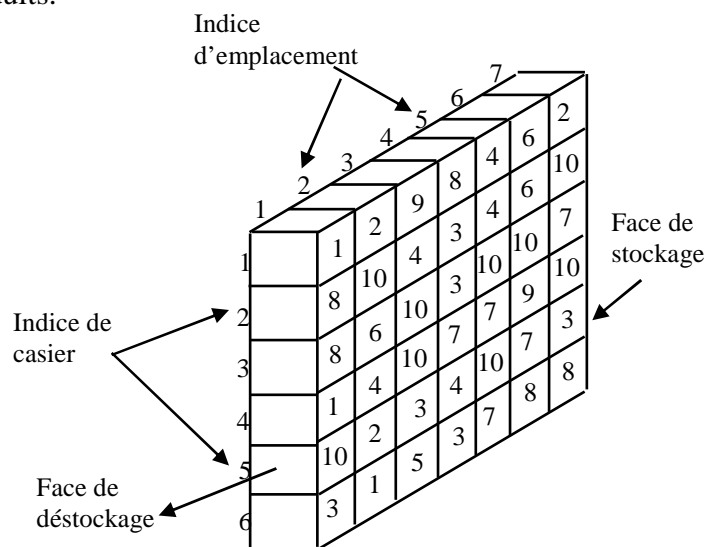 Indice
d'emplacement
1 2 3 4 5 6 7
1 2 9 8 4 6 2
8 10 4 3 4 6 10
8 6 10 3 10 10 7
1 4 10 7 7 9 10
10 2 3 4 10 7 3
3 1 5 3 7 8 8
1
2
3
4
5
6
Face de
stockage
Indice de
casier
Face de
déstockage